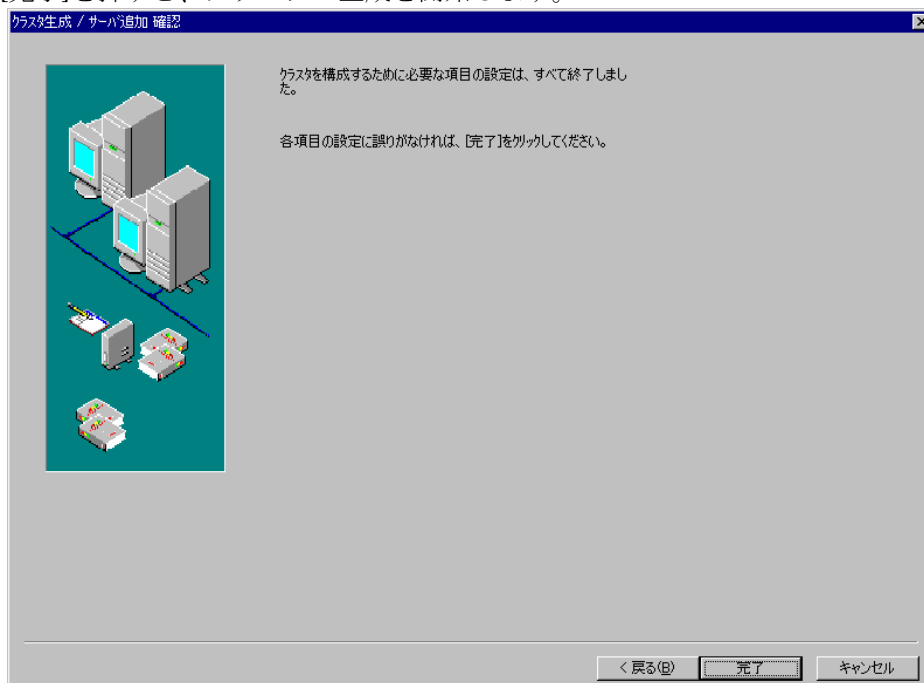 クラスタ生成 / サーバ追加 確認
クラスタを構成するために必要な項目の設定は、すべて終了しまし
た。
各項目の設定に誤りがなければ、[完了]をクリックしてください。
< 戻る(B)
完了
キャンセル